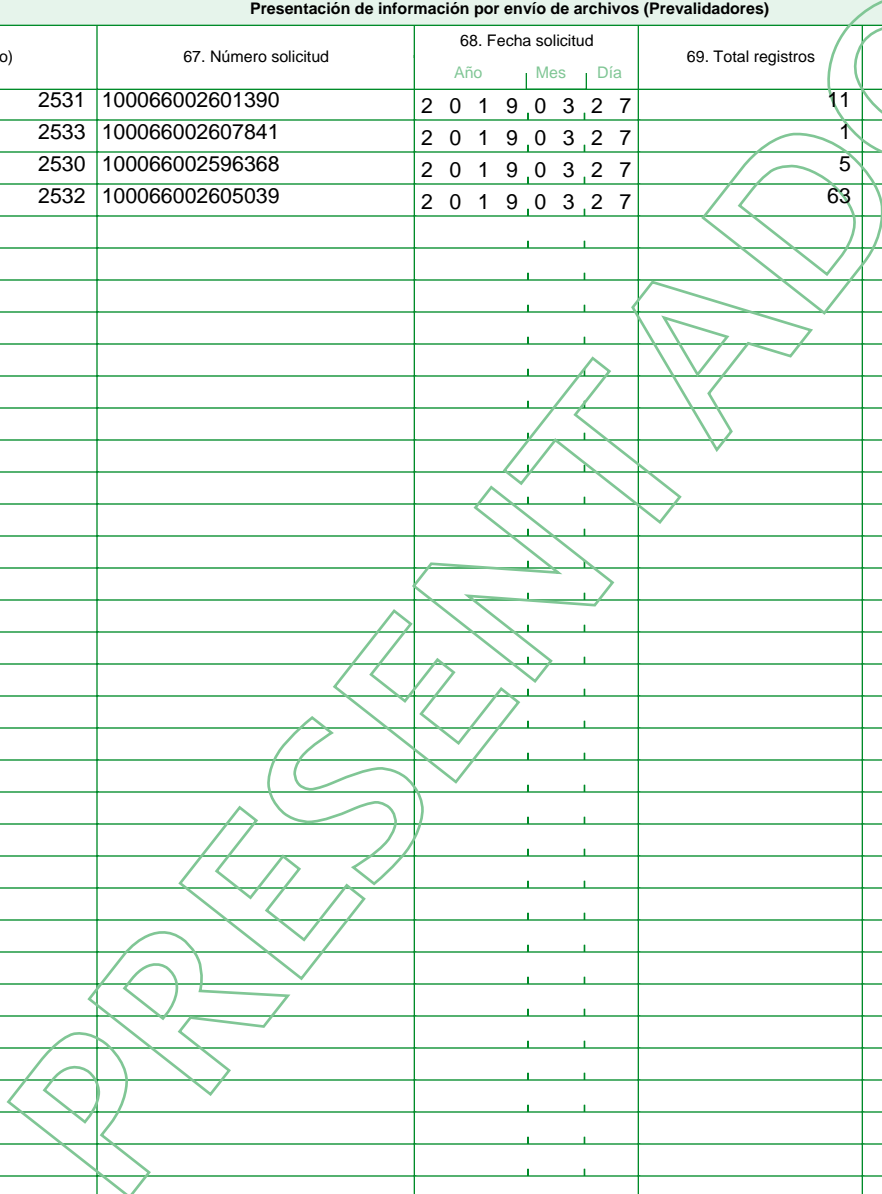 Presentación de información por envío de archivos (Prevalidadores)
o) 67. Número solicitud 68. Fecha solicitud 69. Total registros
Año Mes Día
2531 100066002601390 2 0 1 9 0 3 2 7 11
2533 100066002607841 2 0 1 9 0 3 2 7 1
2530 100066002596368 2 0 1 9 0 3 2 7 5
2532 100066002605039 2 0 1 9 0 3 2 7 63
PRESENTADO